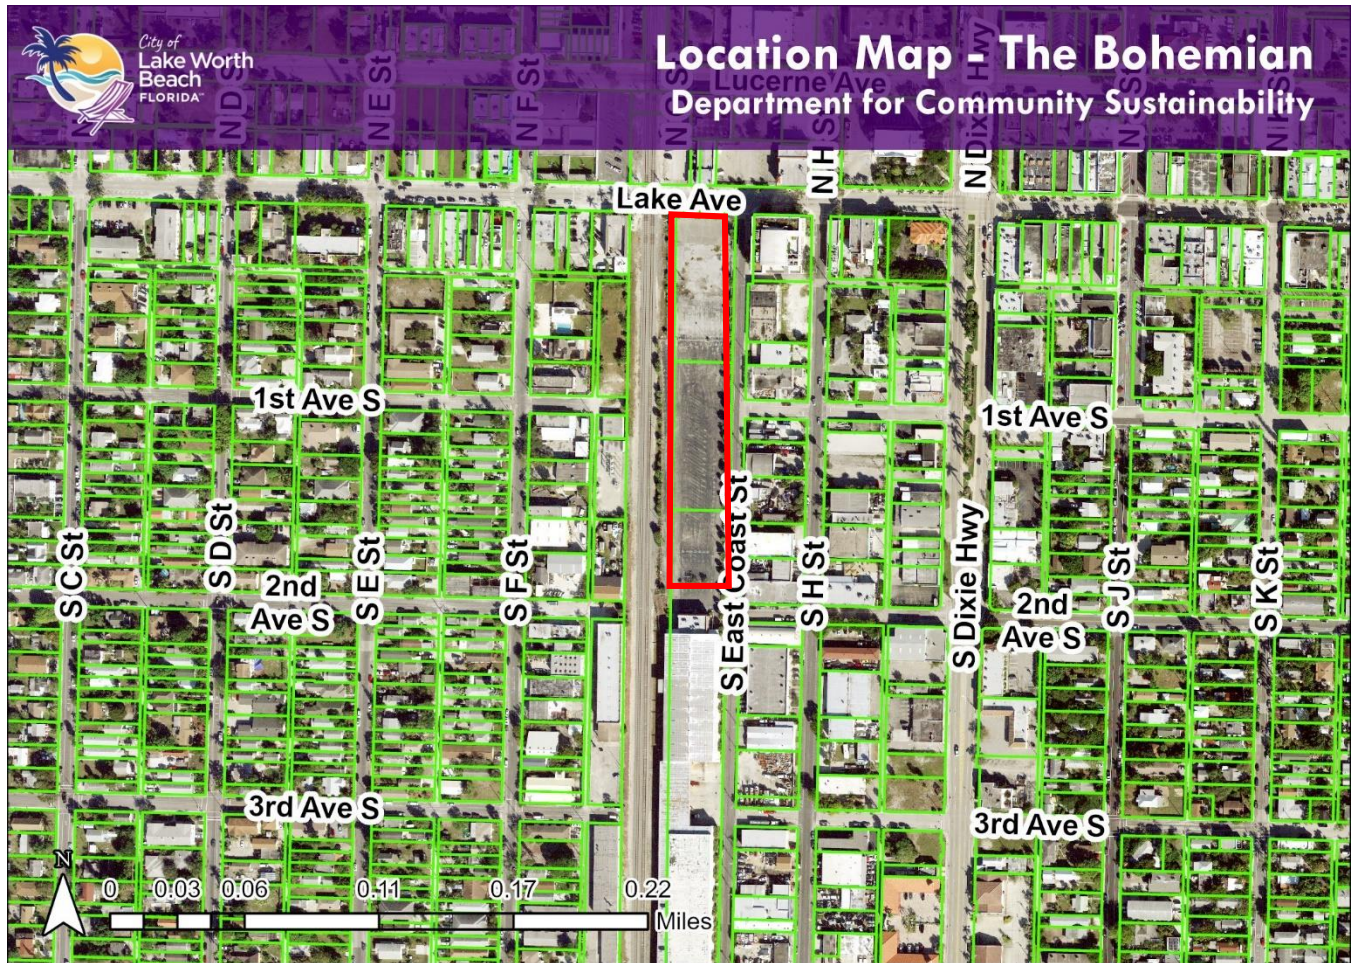 City of
Lake Worth
Beach
FLORIDA
Location Map - The Bohemian
Department for Community Sustainability
N D St
N E St
N F St
Lucerne Ave
N H St
N Dixie Hwy
Lake Ave
1st Ave S
1st Ave S
S C St
S D St
S E St
S F St
S East Coast St
S H St
S Dixie Hwy
S J St
S K St
2nd
Ave S
2nd
Ave S
3rd Ave S
3rd Ave S
N
0 0.03 0.06 0.11 0.17 0.22
Miles